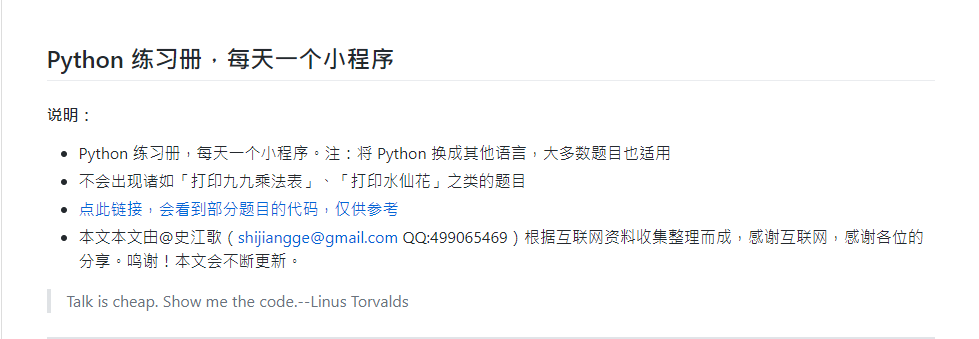 Python 练习册，每天一个小程序
说明：
Python 练习册，每天一个小程序。注：将 Python 换成其他语言，大多数题目也适用
不会出现诸如「打印九九乘法表」、「打印水仙花」之类的题目
点此链接，会看到部分题目的代码，仅供参考
本文本文由@史江歌（shijiangge@gmail.com QQ:499065469）根据互联网资料收集整理而成，感谢互联网，感谢各位的
分享。鸣谢！本文会不断更新。
Talk is cheap. Show me the code.--Linus Torvalds